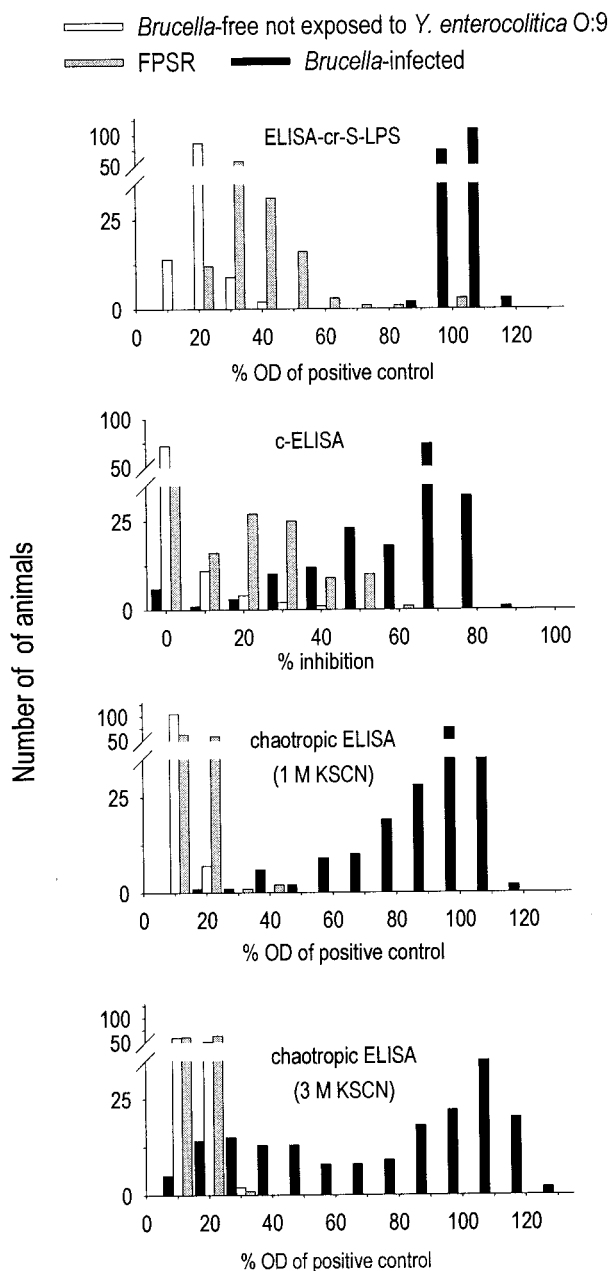 Brucella-free not exposed to Y. enterocolitica O:9
FPSR Brucella-infected
Number of of animals
ELISA-cr-S-LPS
100
50
25
0
0 20 40 60 80 100 120
% OD of positive control
c-ELISA
100
50
25
0
0 20 40 60 80 100
% inhibition
chaotropic ELISA
(1 M KSCN)
100
50
25
0
0 20 40 60 80 100 120
% OD of positive control
chaotropic ELISA
(3 M KSCN)
100
50
25
0
0 20 40 60 80 100 120
% OD of positive control